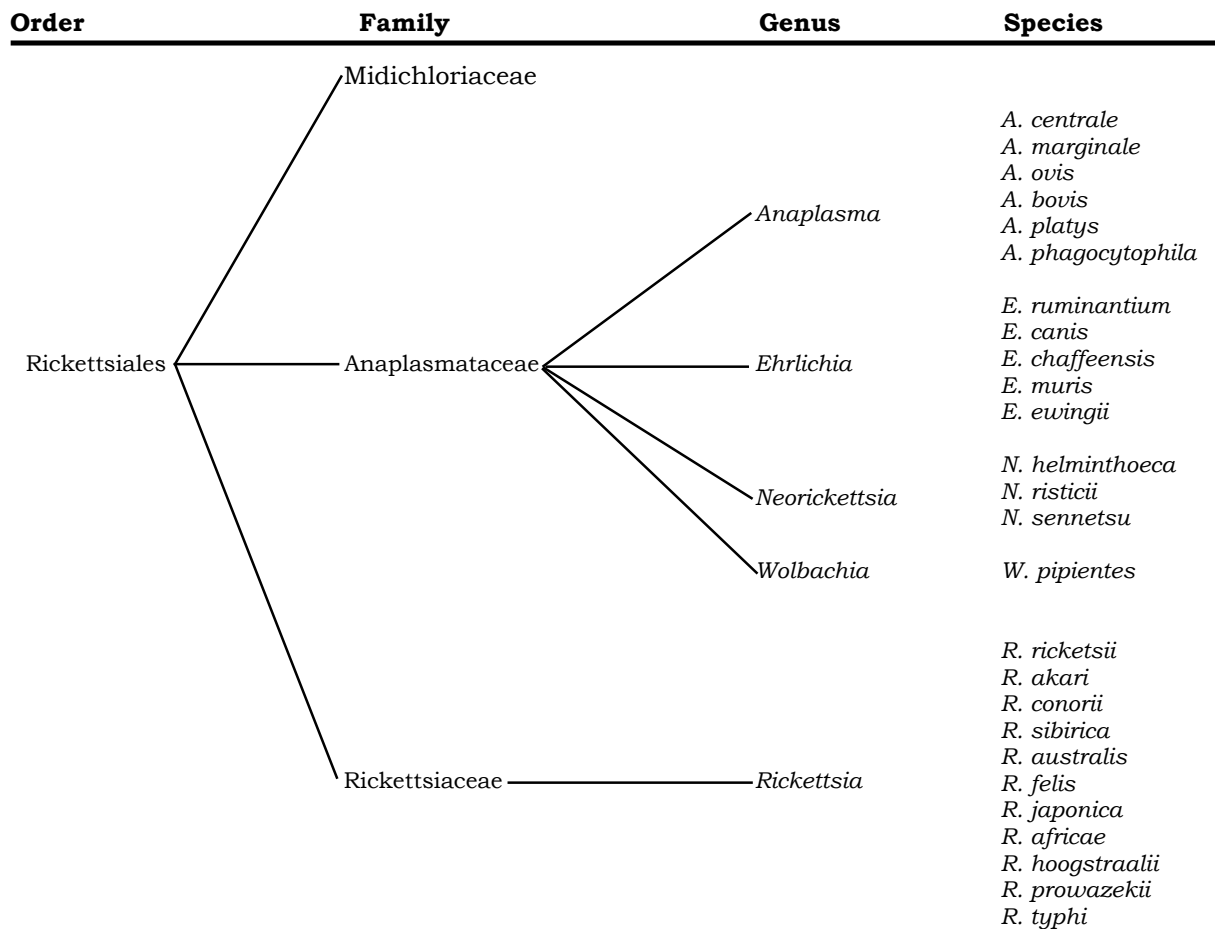 Order Family Genus Species
Midichloriaceae
A. centrale
A. marginale
A. ovis
A. bovis
Anaplasma A. platys
A. phagocytophila
E. ruminantium
E. canis
Rickettsiales Anaplasmataceae Ehrlichia E. chaffeensis
E. muris
E. ewingii
N. helminthoeca
Neorickettsia N. risticii
N. sennetsu
Wolbachia W. pipientes
R. ricketsii
R. akari
R. conorii
R. sibirica
R. australis
Rickettsiaceae Rickettsia R. felis
R. japonica
R. africae
R. hoogstraalii
R. prowazekii
R. typhi